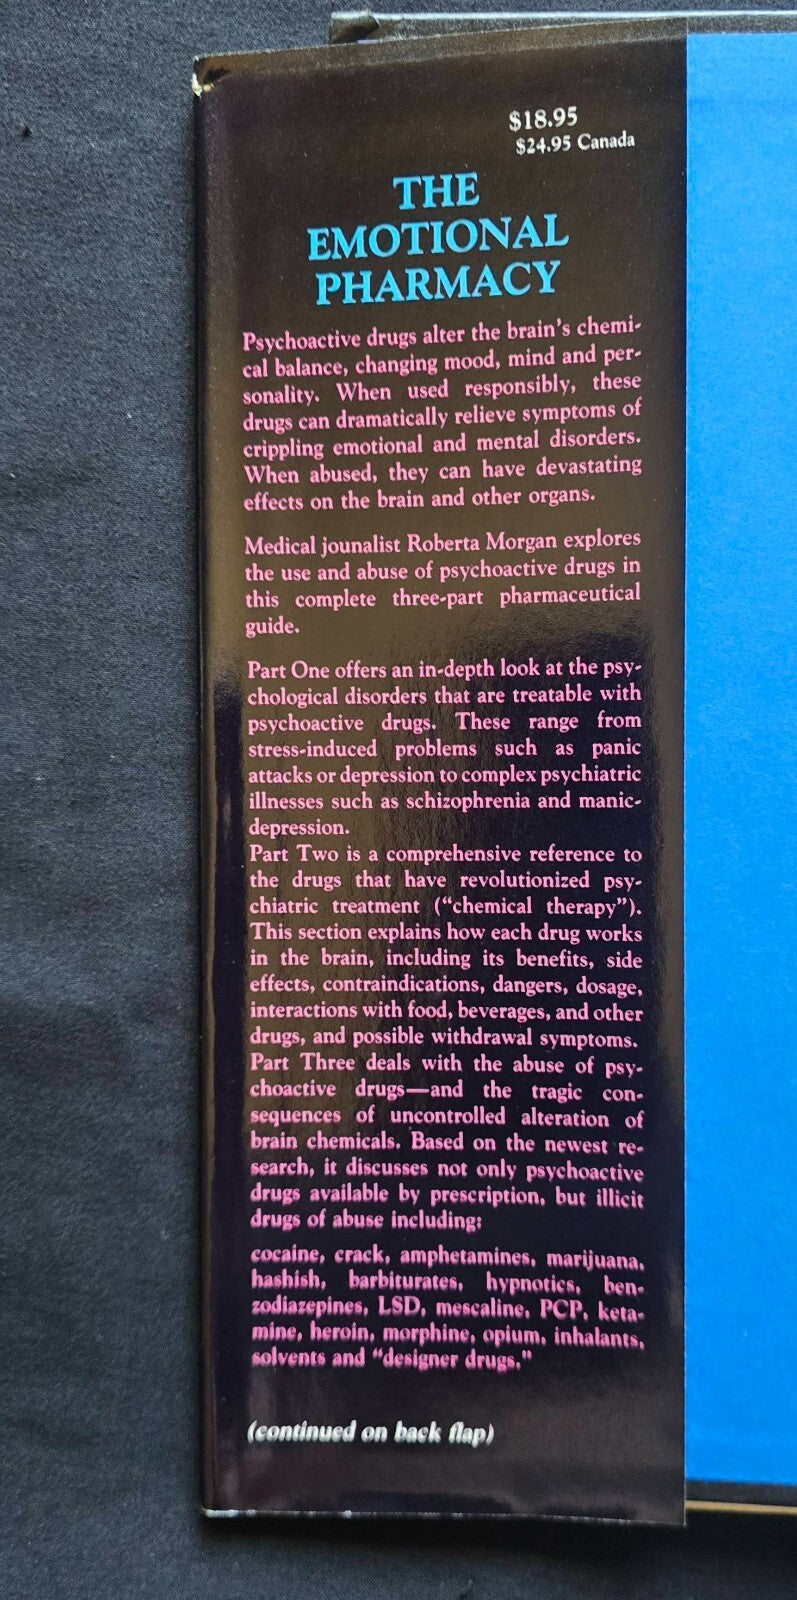 $18.95
$24.95 Canada
THE
EMOTIONAL
PHARMACY
Psychoactive drugs alter the brain's chemi-
cal balance, changing mood, mind and per-
sonality. When used responsibly, these
drugs can dramatically relieve symptoms of
crippling emotional and mental disorders.
When abused, they can have devastating
effects on the brain and other organs.
Medical jounalist Roberta Morgan explores
the use and abuse of psychoactive drugs in
this complete three-part pharmaceutical
guide.
Part One offers an in-depth look at the psy-
chological disorders that are treatable with
psychoactive drugs. These range from
stress-induced problems such as panic
attacks or depression to complex psychiatric
illnesses such as schizophrenia and manic-
depression.
Part Two is a comprehensive reference to
the drugs that have revolutionized psy-
chiatric treatment ("chemical therapy").
This section explains how each drug works
in the brain, including its benefits, side
effects, contraindications, dangers, dosage,
interactions with food, beverages, and other
drugs, and possible withdrawal symptoms.
Part Three deals with the abuse of psy-
choactive drugs—and the tragic con-
sequences of uncontrolled alteration of
brain chemicals. Based on the newest re-
search, it discusses not only psychoactive
drugs available by prescription, but illicit
drugs of abuse including:
cocaine, crack, amphetamines, marijuana,
hashish, barbiturates, hypnotics, ben-
zodiazepines, LSD, mescaline, PCP, keta-
mine, heroin, morphine, opium, inhalants,
solvents and "designer drugs."
(continued on back flap)